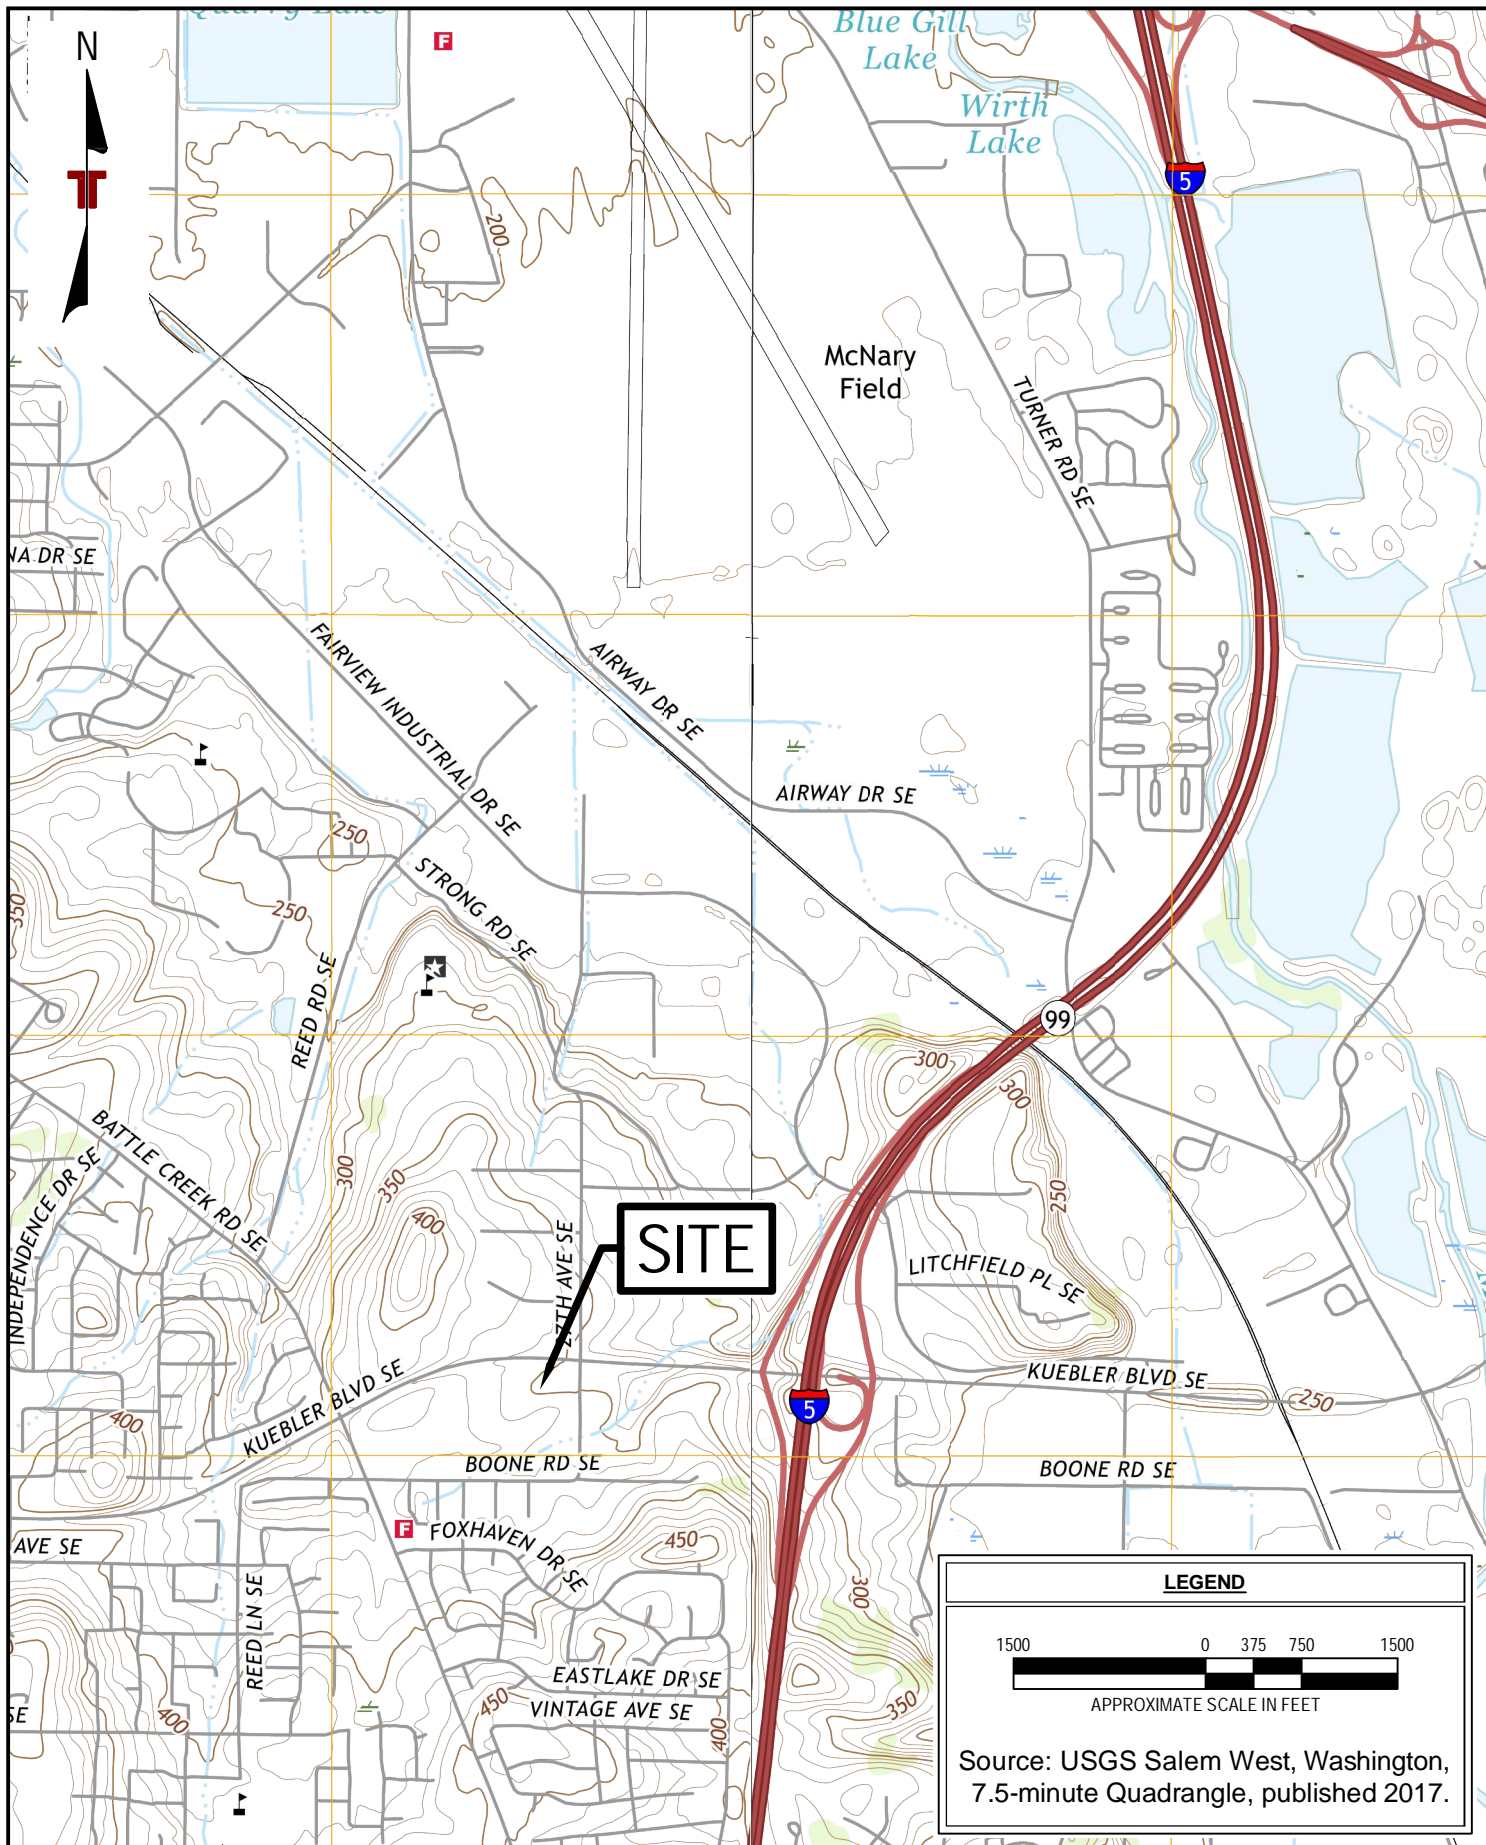 Quarry Lake
N
F
Blue Gill
Lake
Wirth
Lake
5
200
McNary
Field
TURNER RD SE
NA DR SE
FAIRVIEW INDUSTRIAL DR SE
AIRWAY DR SE
AIRWAY DR SE
250
STRONG RD SE
350
250
REED RD SE
99
300
300
BATTLE CREEK RD SE
INDEPENDENCE DR SE
300
350
400
250
27TH AVE SE
SITE
LITCHFIELD PL SE
KUEBLER BLVD SE
KUEBLER BLVD SE
250
5
400
BOONE RD SE
BOONE RD SE
F
FOXHAVEN DR SE
450
AVE SE
REED LN SE
300
EASTLAKE DR SE
VINTAGE AVE SE
450
400
400
350
SE
LEGEND
1500 0 375 750 1500
APPROXIMATE SCALE IN FEET
Source: USGS Salem West, Washington,
7.5-minute Quadrangle, published 2017.